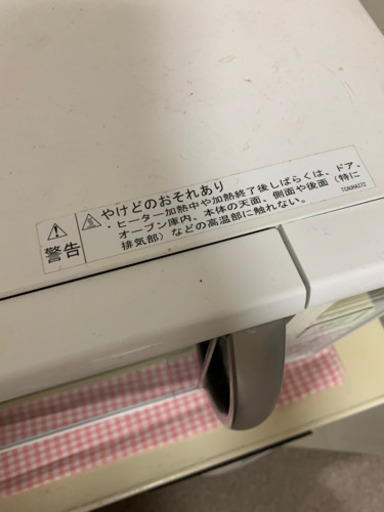 警告
やけどのおそれあり
・ヒーター加熱中や加熱終了後しばらくは、ドア、
オーブン庫内、本体の天面、側面や後面（特に
排気部）などの高温部に触れない。